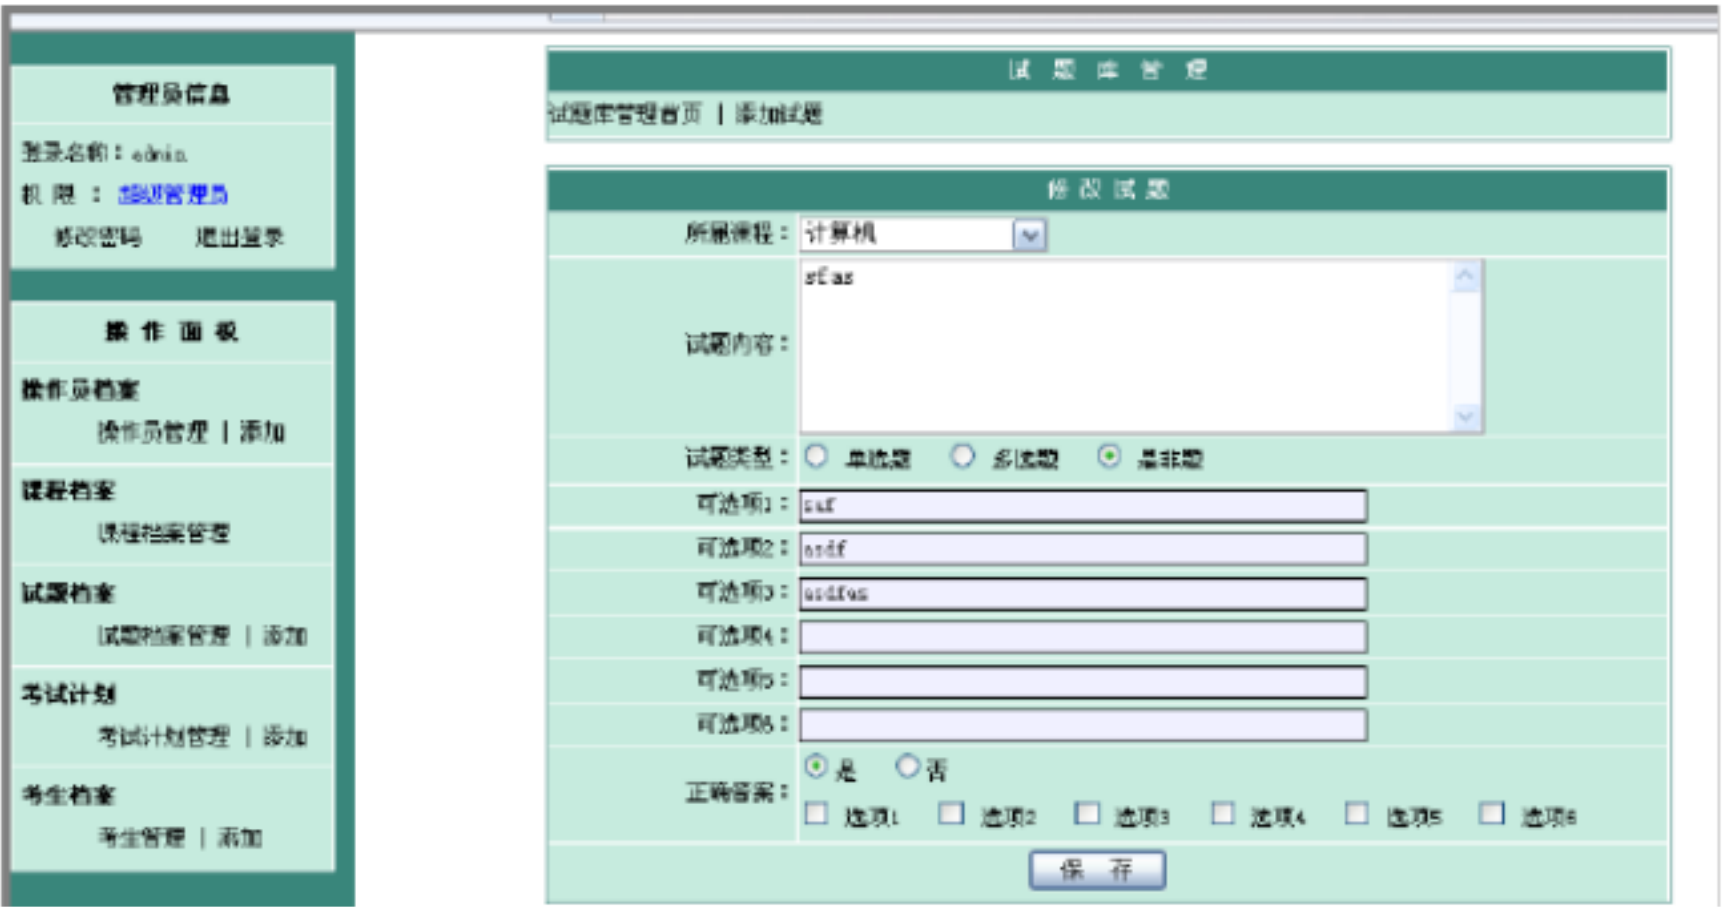 管理员信息
登录名称：admin
权 限 ： 超级管理员
修改密码 退出登录
操 作 面 板
操作员档案
操作员管理 | 添加
课程档案
课程档案管理
试题档案
试题档案管理 | 添加
考试计划
考试计划管理 | 添加
考生档案
考生管理 | 添加
试 题 库 管 理
试题库管理首页 | 添加试题
修 改 试 题
所属课程： 计算机
试题内容： sfas
试题类型： 单选题 多选题 是非题
可选项1： saf
可选项2： asdf
可选项3： asdfas
可选项4：
可选项5：
可选项6：
正确答案： 是 否
选项1 选项2 选项3 选项4 选项5 选项6
保 存